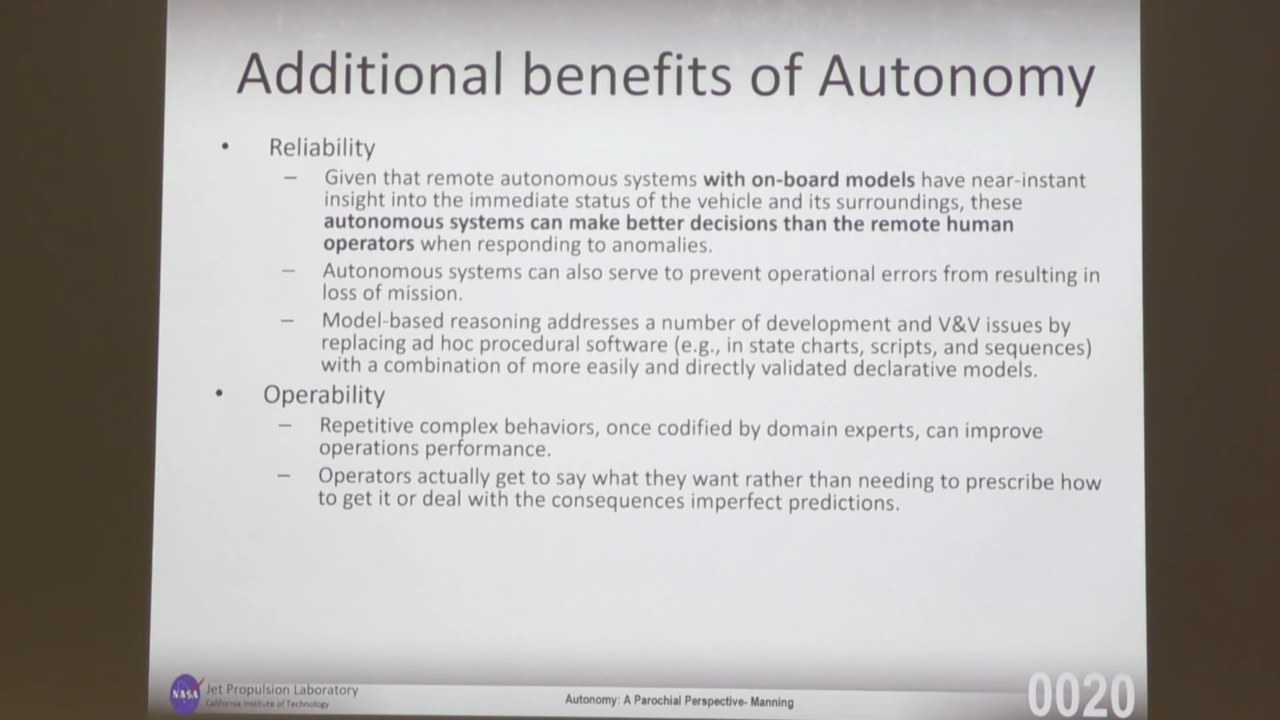 Additional benefits of Autonomy
• Reliability
– Given that remote autonomous systems with on-board models have near-instant
insight into the immediate status of the vehicle and its surroundings, these
autonomous systems can make better decisions than the remote human
operators when responding to anomalies.
– Autonomous systems can also serve to prevent operational errors from resulting in
loss of mission.
– Model-based reasoning addresses a number of development and V&V issues by
replacing ad hoc procedural software (e.g., in state charts, scripts, and sequences)
with a combination of more easily and directly validated declarative models.
• Operability
– Repetitive complex behaviors, once codified by domain experts, can improve
operations performance.
– Operators actually get to say what they want rather than needing to prescribe how
to get it or deal with the consequences imperfect predictions.
NASA
Jet Propulsion Laboratory
California Institute of Technology
Autonomy: A Parochial Perspective- Manning
0020